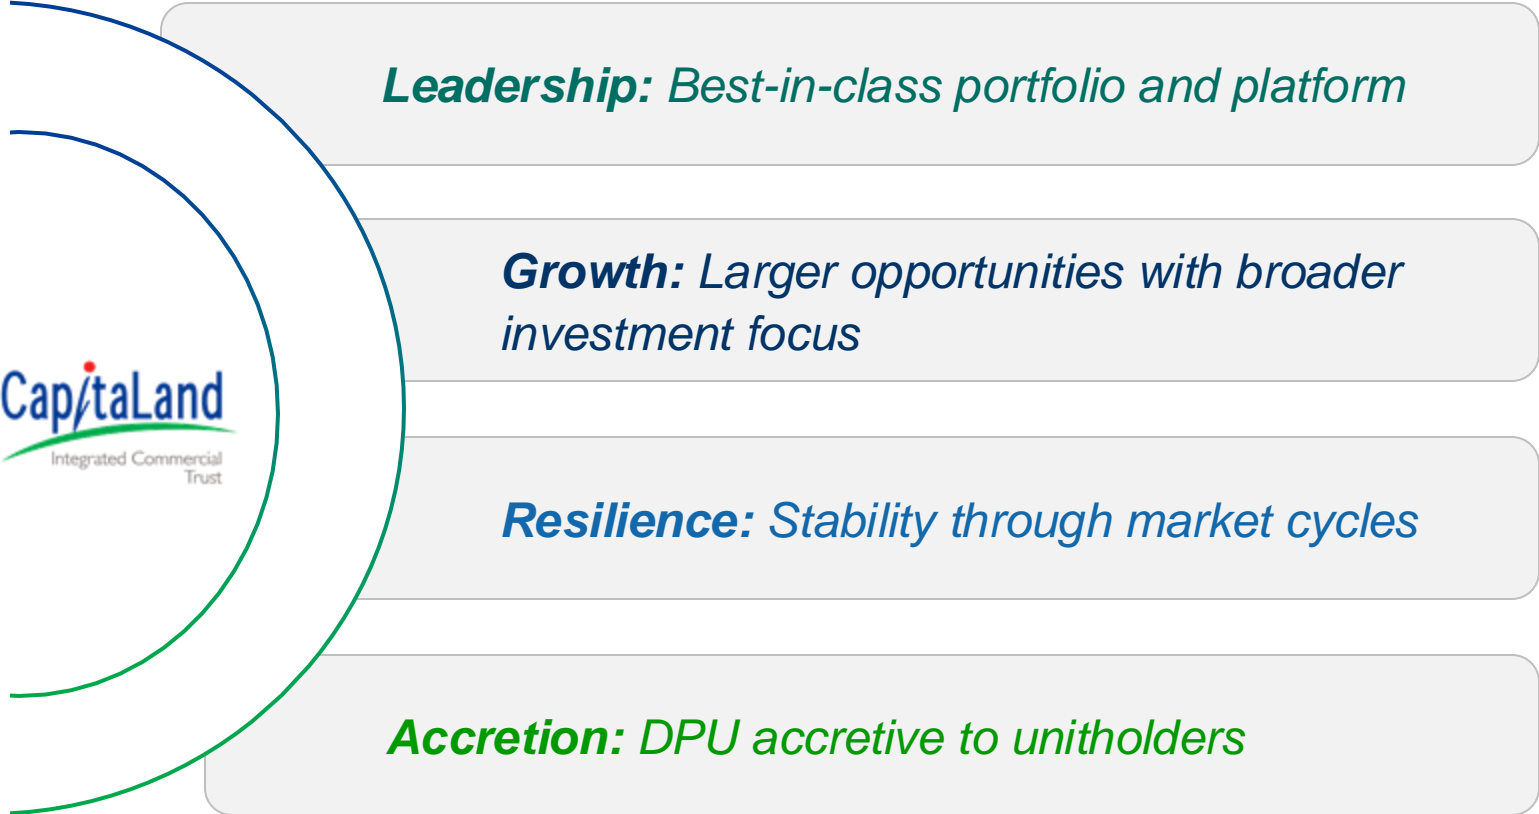 Leadership: Best-in-class portfolio and platform
Growth: Larger opportunities with broader
investment focus
CapitaLand
Integrated Commercial
Trust
Resilience: Stability through market cycles
Accretion: DPU accretive to unitholders